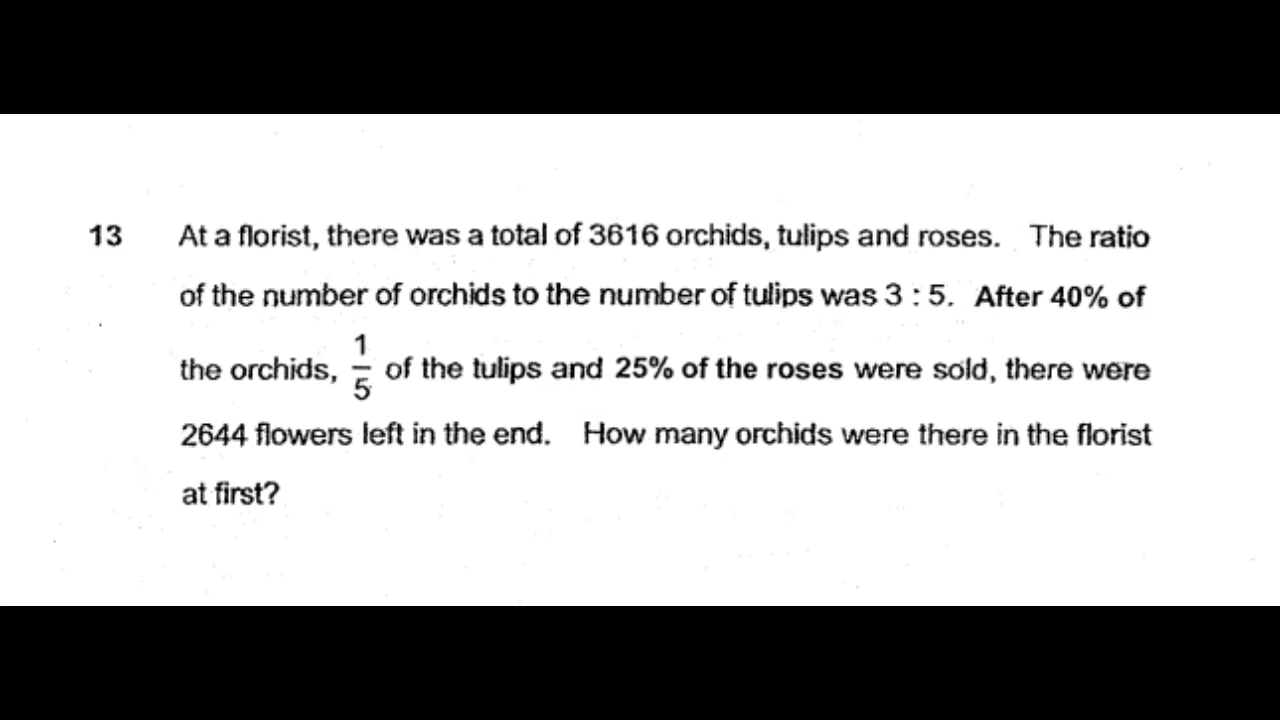 13 At a florist, there was a total of 3616 orchids, tulips and roses. The ratio
of the number of orchids to the number of tulips was 3 : 5. After 40% of
the orchids, 1/5 of the tulips and 25% of the roses were sold, there were
2644 flowers left in the end. How many orchids were there in the florist
at first?